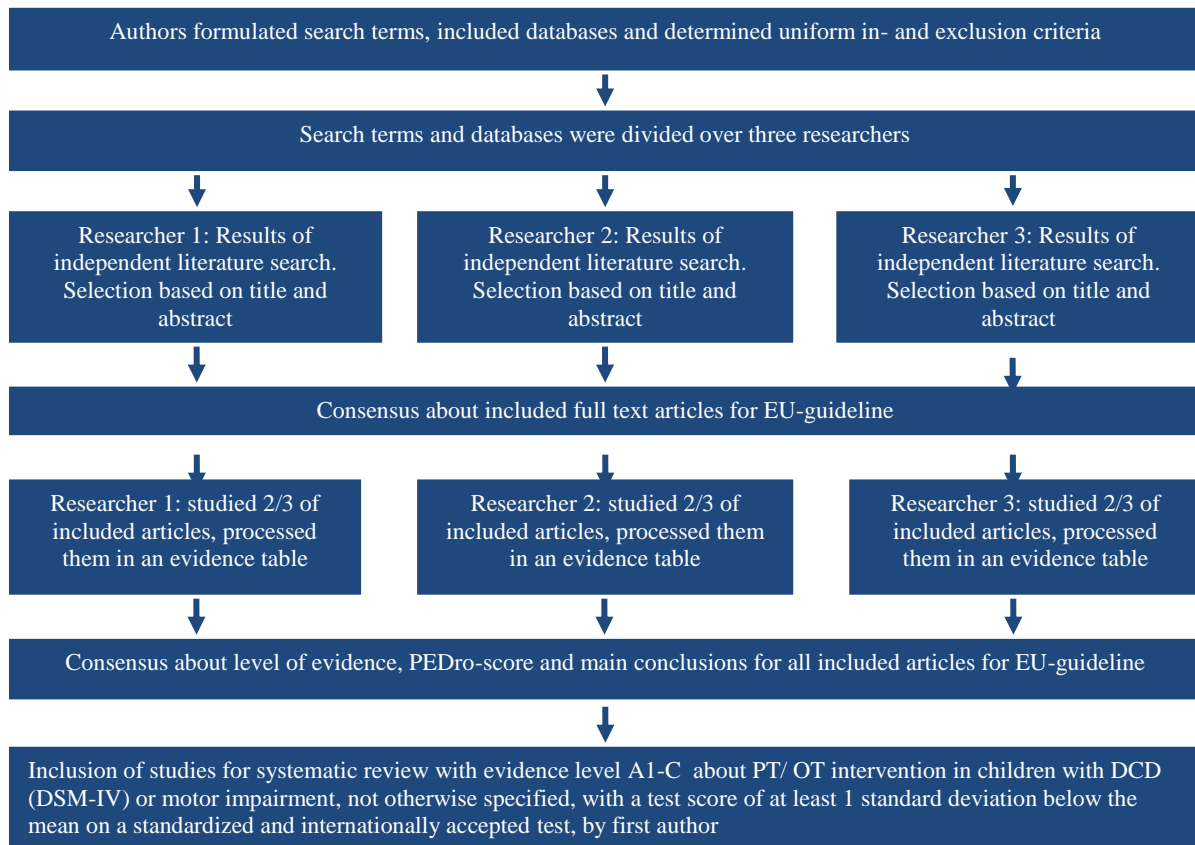 Authors formulated search terms, included databases and determined uniform in- and exclusion criteria
Search terms and databases were divided over three researchers
Researcher 1: Results of
independent literature search.
Selection based on title and
abstract
Researcher 2: Results of
independent literature search.
Selection based on title and
abstract
Researcher 3: Results of
independent literature search.
Selection based on title and
abstract
Consensus about included full text articles for EU-guideline
Researcher 1: studied 2/3 of
included articles, processed
them in an evidence table
Researcher 2: studied 2/3 of
included articles, processed them
in an evidence table
Researcher 3: studied 2/3 of
included articles, processed
them in an evidence table
Consensus about level of evidence, PEDro-score and main conclusions for all included articles for EU-guideline
Inclusion of studies for systematic review with evidence level A1-C about PT/ OT intervention in children with DCD
(DSM-IV) or motor impairment, not otherwise specified, with a test score of at least 1 standard deviation below the
mean on a standardized and internationally accepted test, by first author